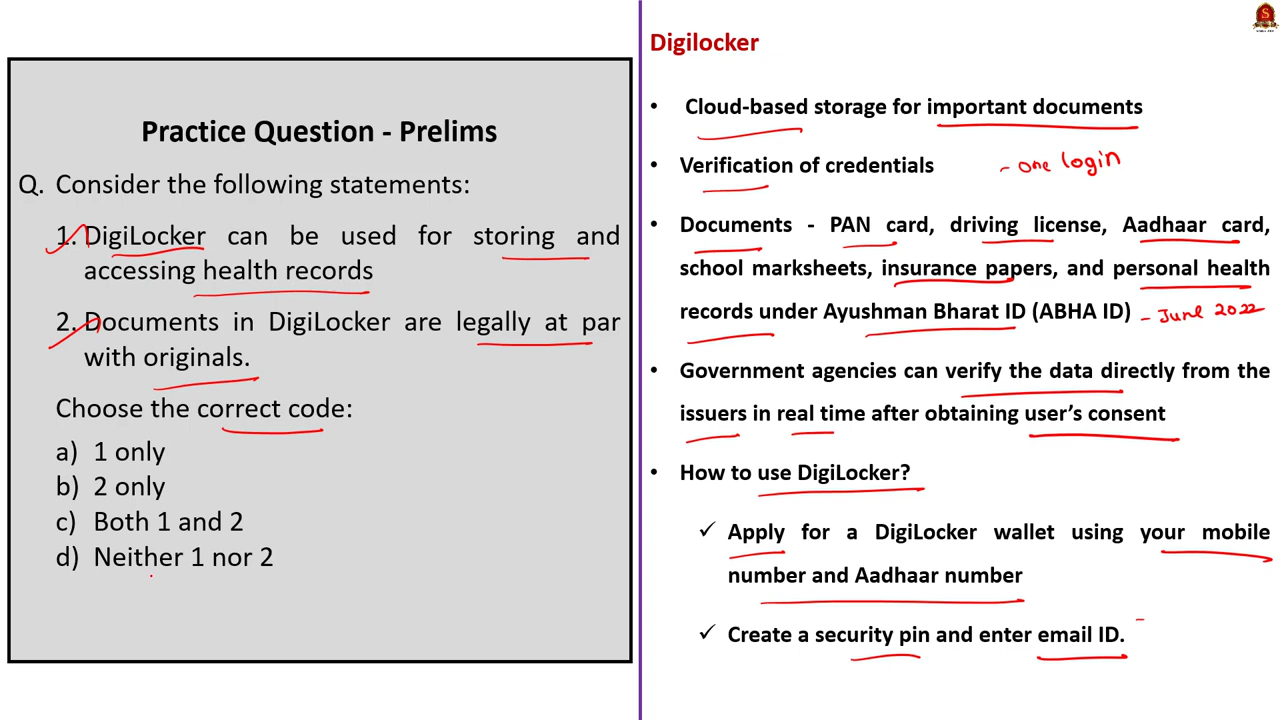 Practice Question - Prelims
Q. Consider the following statements:
1. DigiLocker can be used for storing and
accessing health records
2. Documents in DigiLocker are legally at par
with originals.
Choose the correct code:
a) 1 only
b) 2 only
c) Both 1 and 2
d) Neither 1 nor 2
Digilocker
• Cloud-based storage for important documents
• Verification of credentials - one login
• Documents - PAN card, driving license, Aadhaar card,
school marksheets, insurance papers, and personal health
records under Ayushman Bharat ID (ABHA ID) - June 2022
• Government agencies can verify the data directly from the
issuers in real time after obtaining user's consent
• How to use DigiLocker?
✓ Apply for a DigiLocker wallet using your mobile
number and Aadhaar number
✓ Create a security pin and enter email ID.